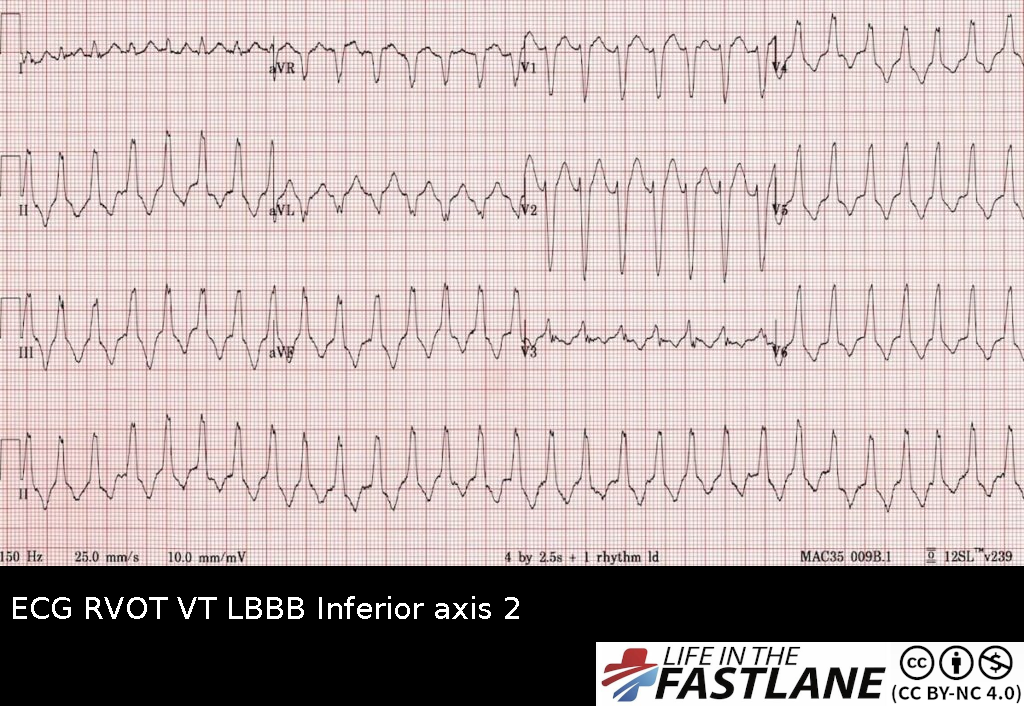 I aVR V1 V4
II aVL V2 V5
III aVF V3 V6
II
150 Hz 25.0 mm/s 10.0 mm/mV 4 by 2.5s + 1 rhythm ld MAC35 009B.1 12SL™v239
ECG RVOT VT LBBB Inferior axis 2
LIFE IN THE
FASTLANE
cc $
(CC BY-NC 4.0)